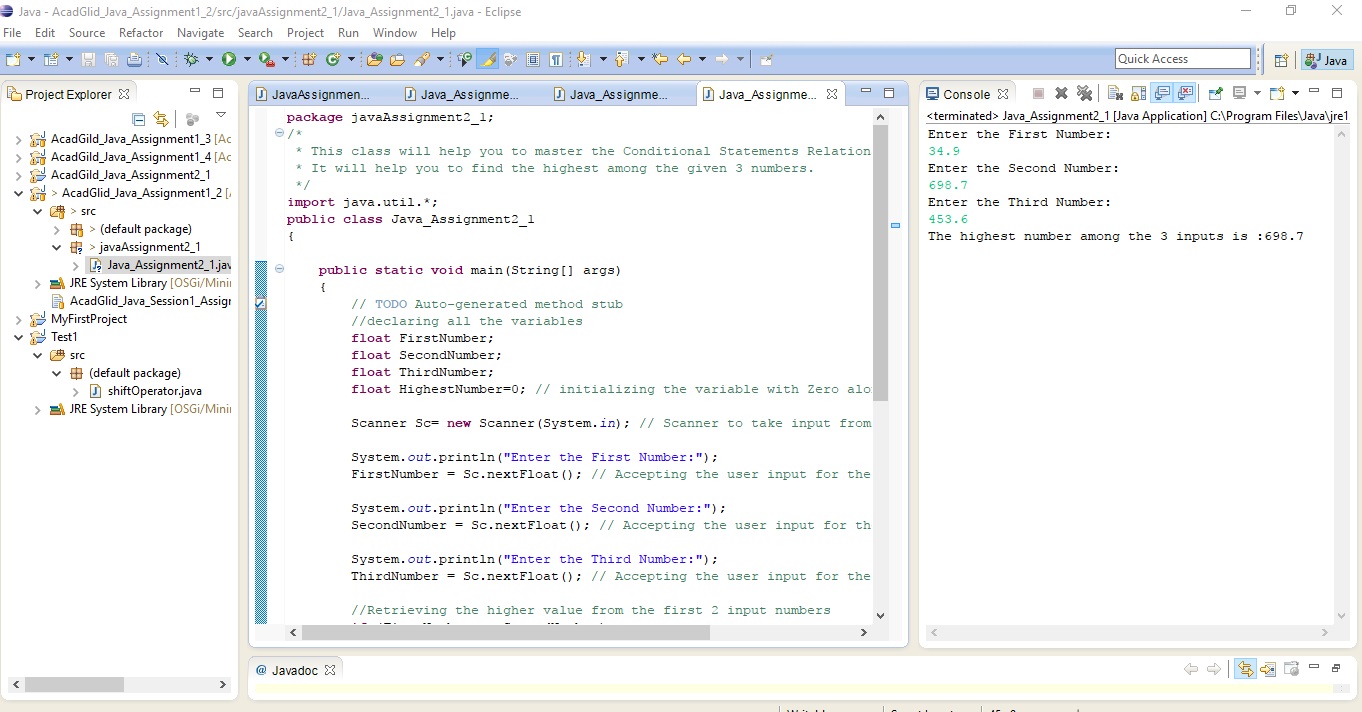 Java - AcadGlid_Java_Assignment1_2/src/javaAssignment2_1/Java_Assignment2_1.java - Eclipse
File Edit Source Refactor Navigate Search Project Run Window Help
Quick Access
Java
Project Explorer
AcadGild_Java_Assignment1_3 [Ac
AcadGild_Java_Assignment1_4 [Ac
AcadGild_Java_Assignment2_1
> AcadGlid_Java_Assignment1_2 [
> src
> (default package)
> javaAssignment2_1
Java_Assignment2_1.jav
JRE System Library [OSGi/Mini
AcadGlid_Java_Session1_Assigr
MyFirstProject
Test1
src
(default package)
shiftOperator.java
JRE System Library [OSGi/Mini
JavaAssignmen... Java_Assignme... Java_Assignme... Java_Assignme...
package javaAssignment2_1;
/*
* This class will help you to master the Conditional Statements Relation
* It will help you to find the highest among the given 3 numbers.
*/
import java.util.*;
public class Java_Assignment2_1
{
public static void main(String[] args)
{
// TODO Auto-generated method stub
//declaring all the variables
float FirstNumber;
float SecondNumber;
float ThirdNumber;
float HighestNumber=0; // initializing the variable with Zero alo
Scanner Sc= new Scanner(System.in); // Scanner to take input from
System.out.println("Enter the First Number:");
FirstNumber = Sc.nextFloat(); // Accepting the user input for the
System.out.println("Enter the Second Number:");
SecondNumber = Sc.nextFloat(); // Accepting the user input for th
System.out.println("Enter the Third Number:");
ThirdNumber = Sc.nextFloat(); // Accepting the user input for the
//Retrieving the higher value from the first 2 input numbers
Console
<terminated> Java_Assignment2_1 [Java Application] C:\Program Files\Java\jre1
Enter the First Number:
34.9
Enter the Second Number:
698.7
Enter the Third Number:
453.6
The highest number among the 3 inputs is :698.7
@ Javadoc